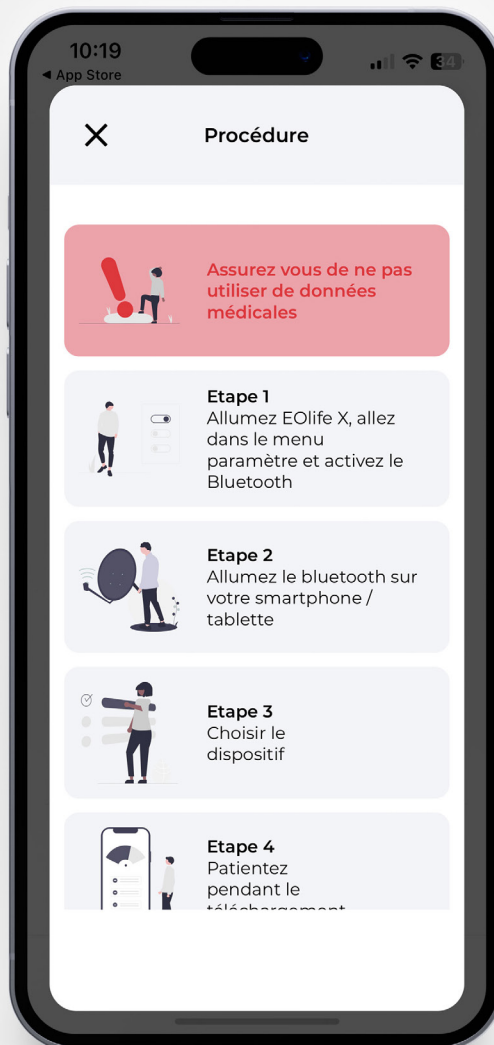 10:19
◀ App Store
34
Procédure
Assurez vous de ne pas
utiliser de données
médicales
Etape 1
Allumez EOlife X, allez
dans le menu
paramètre et activez le
Bluetooth
Etape 2
Allumez le bluetooth sur
votre smartphone /
tablette
Etape 3
Choisir le
dispositif
Etape 4
Patientez
pendant le
téléchargement